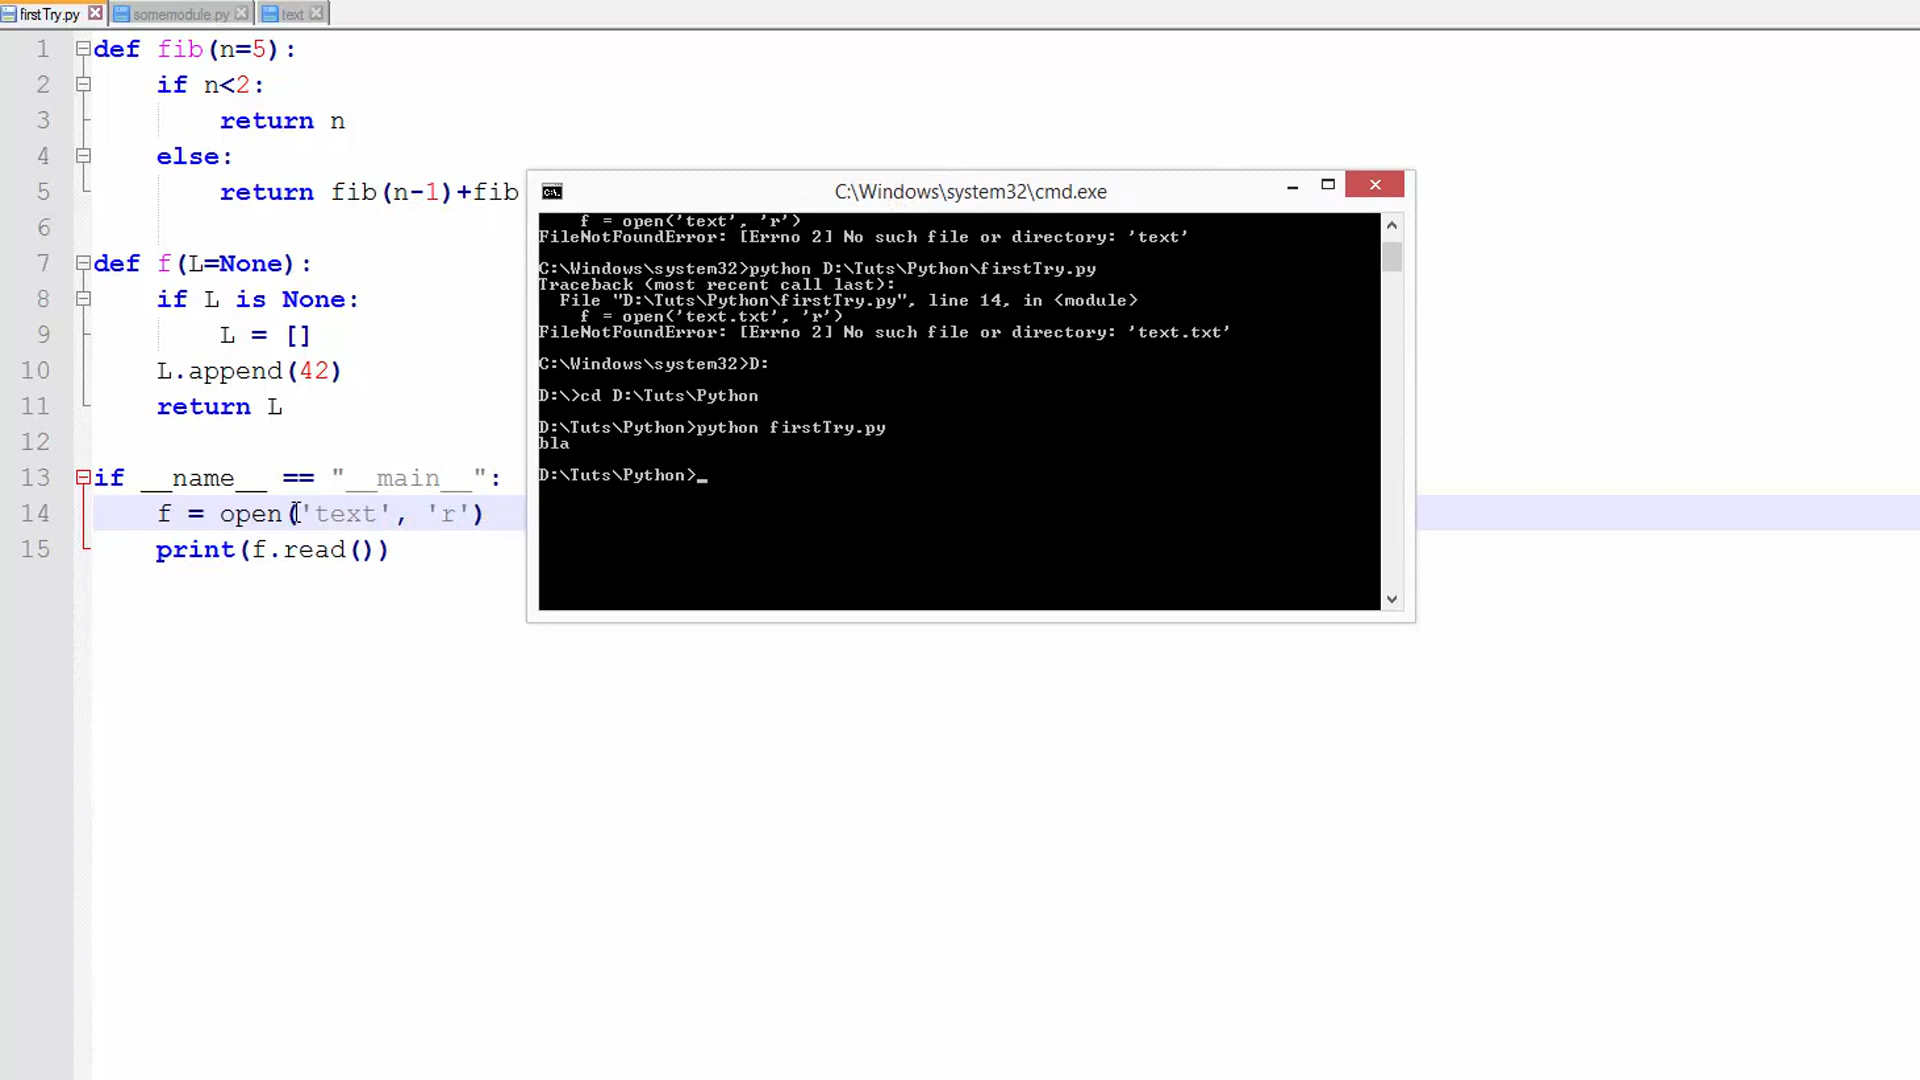 firstTry.py somemodule.py text
1 def fib(n=5):
2 if n<2:
3 return n
4 else:
5 return fib(n-1)+fib
6
7 def f(L=None):
8 if L is None:
9 L = []
10 L.append(42)
11 return L
12
13 if __name__ == "__main__":
14 f = open('text', 'r')
15 print(f.read())
C:\Windows\system32\cmd.exe
f = open('text', 'r')
FileNotFoundError: [Errno 2] No such file or directory: 'text'
C:\Windows\system32>python D:\Tuts\Python\firstTry.py
Traceback (most recent call last):
File "D:\Tuts\Python\firstTry.py", line 14, in <module>
f = open('text.txt', 'r')
FileNotFoundError: [Errno 2] No such file or directory: 'text.txt'
C:\Windows\system32>D:
D:\>cd D:\Tuts\Python
D:\Tuts\Python>python firstTry.py
bla
D:\Tuts\Python>_